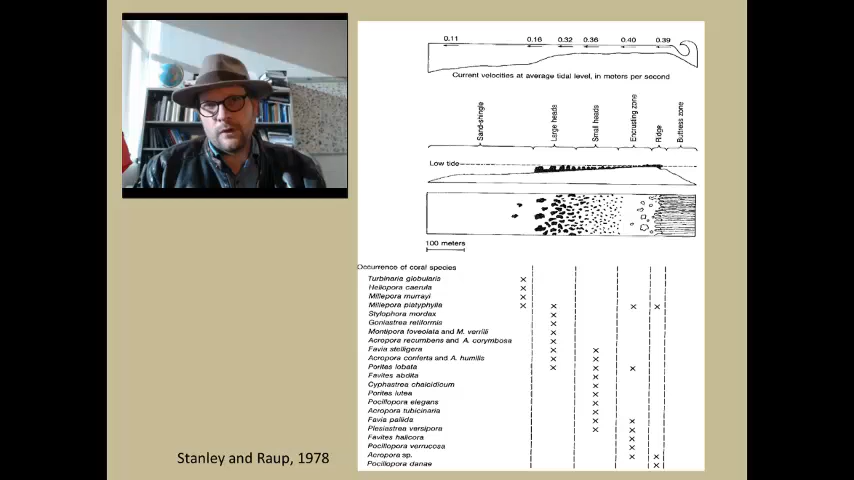 0.11 0.16 0.32 0.36 0.40 0.39
Current velocities at average tidal level, in meters per second
Sand-shingle
Large heads
Small heads
Encrusting zone
Ridge
Buttress zone
Low tide
100 meters
Occurrence of coral species
Turbinaria globularis X
Heliopora caerula X
Millepora murrayi X
Millepora platyphylla X X X X
Stylophora mordax X
Goniastrea retiformis X
Montipora foveolata and M. verrilli X
Acropora recumbens and A. corymbosa X
Favia stelligera X X
Acropora conferta and A. humilis X X
Porites lobata X X X
Favites abdita X
Cyphastrea chalcidicum X
Porites lutea X
Pocillopora elegans X
Acropora tubicinaria X
Favia pallida X X
Plesiastrea versipora X X
Favites halicora X
Pocillopora verrucosa X
Acropora sp. X X
Pocillopora danae X
Stanley and Raup, 1978